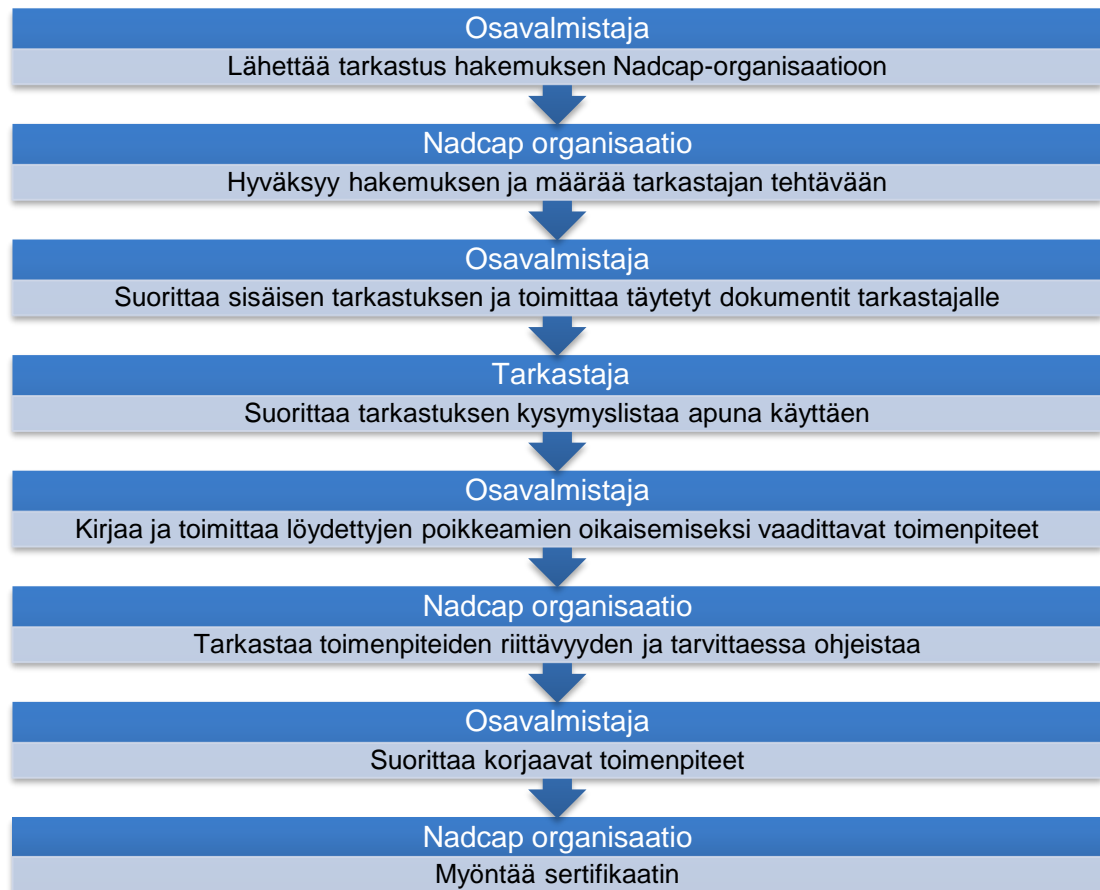 Osavalmistaja
Lähettää tarkastus hakemuksen Nadcap-organisaatioon
Nadcap organisaatio
Hyväksyy hakemuksen ja määrää tarkastajan tehtävään
Osavalmistaja
Suorittaa sisäisen tarkastuksen ja toimittaa täytetyt dokumentit tarkastajalle
Tarkastaja
Suorittaa tarkastuksen kysymyslistaa apuna käyttäen
Osavalmistaja
Kirjaa ja toimittaa löydettyjen poikkeamien oikaisemiseksi vaadittavat toimenpiteet
Nadcap organisaatio
Tarkastaa toimenpiteiden riittävyyden ja tarvittaessa ohjeistaa
Osavalmistaja
Suorittaa korjaavat toimenpiteet
Nadcap organisaatio
Myöntää sertifikaatin